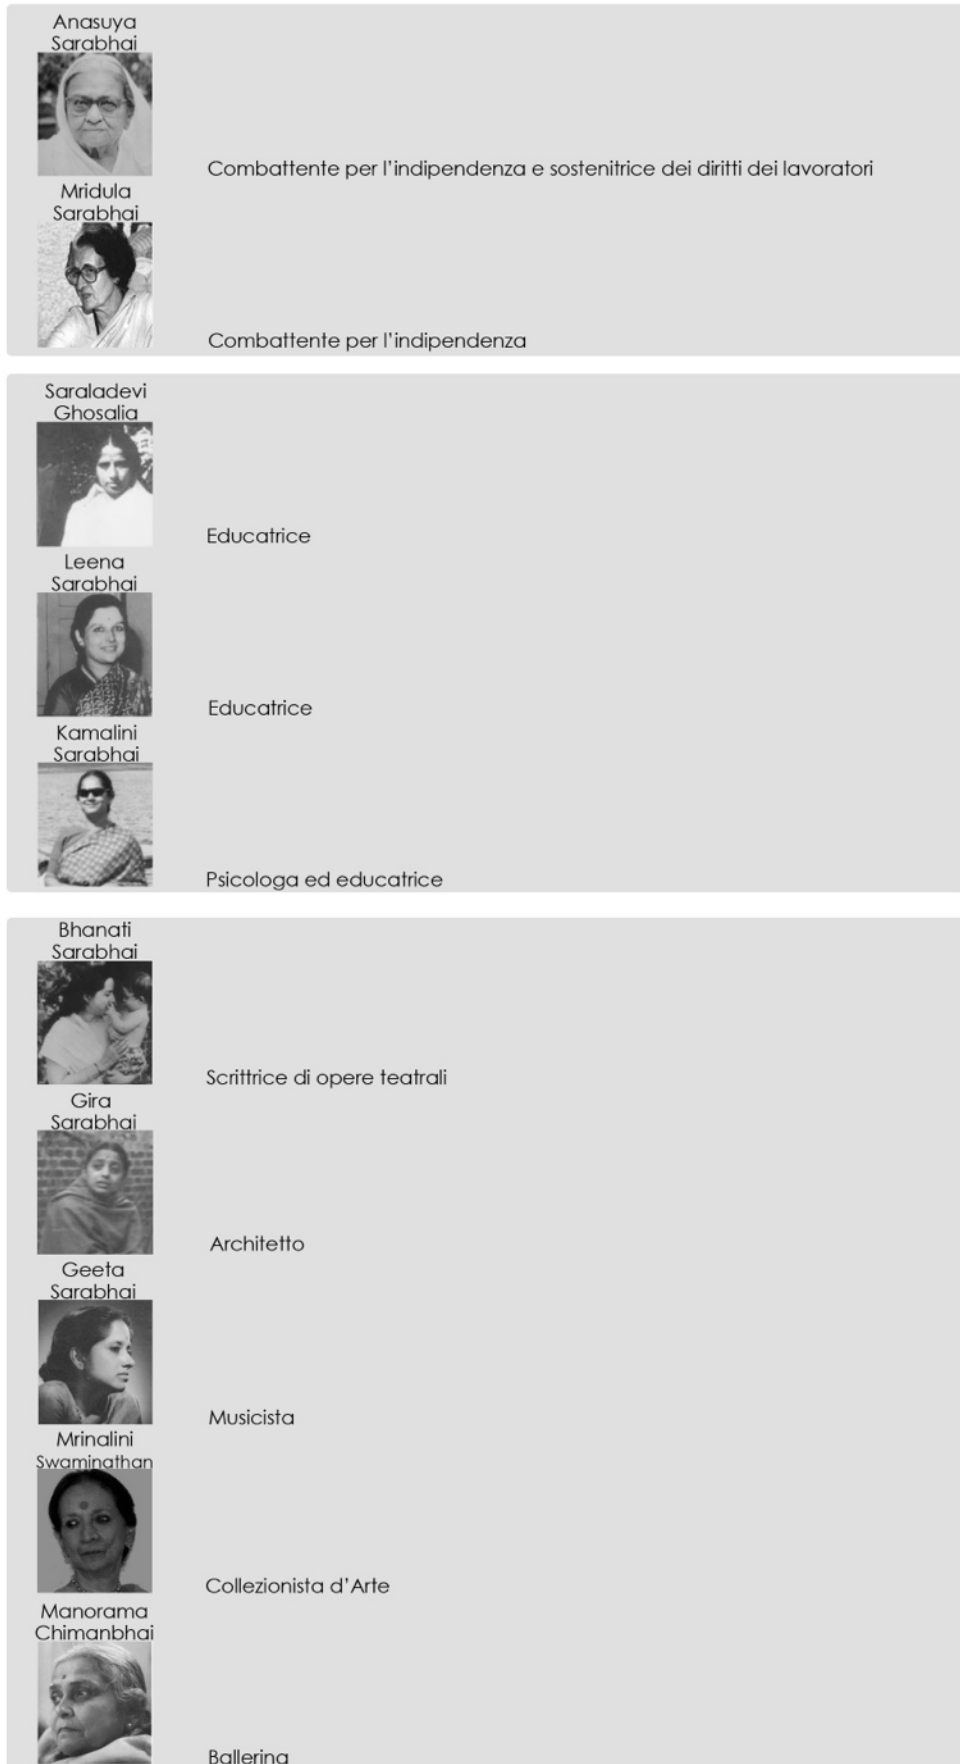 Anasuya
Sarabhai
Combattente per l'indipendenza e sostenitrice dei diritti dei lavoratori
Mridula
Sarabhai
Combattente per l'indipendenza
Saraladevi
Ghosalia
Educatrice
Leena
Sarabhai
Educatrice
Kamalini
Sarabhai
Psicologa ed educatrice
Bhanati
Sarabhai
Scrittrice di opere teatrali
Gira
Sarabhai
Architetto
Geeta
Sarabhai
Musicista
Mrinalini
Swaminathan
Collezionista d'Arte
Manorama
Chimanbhai
Ballerina